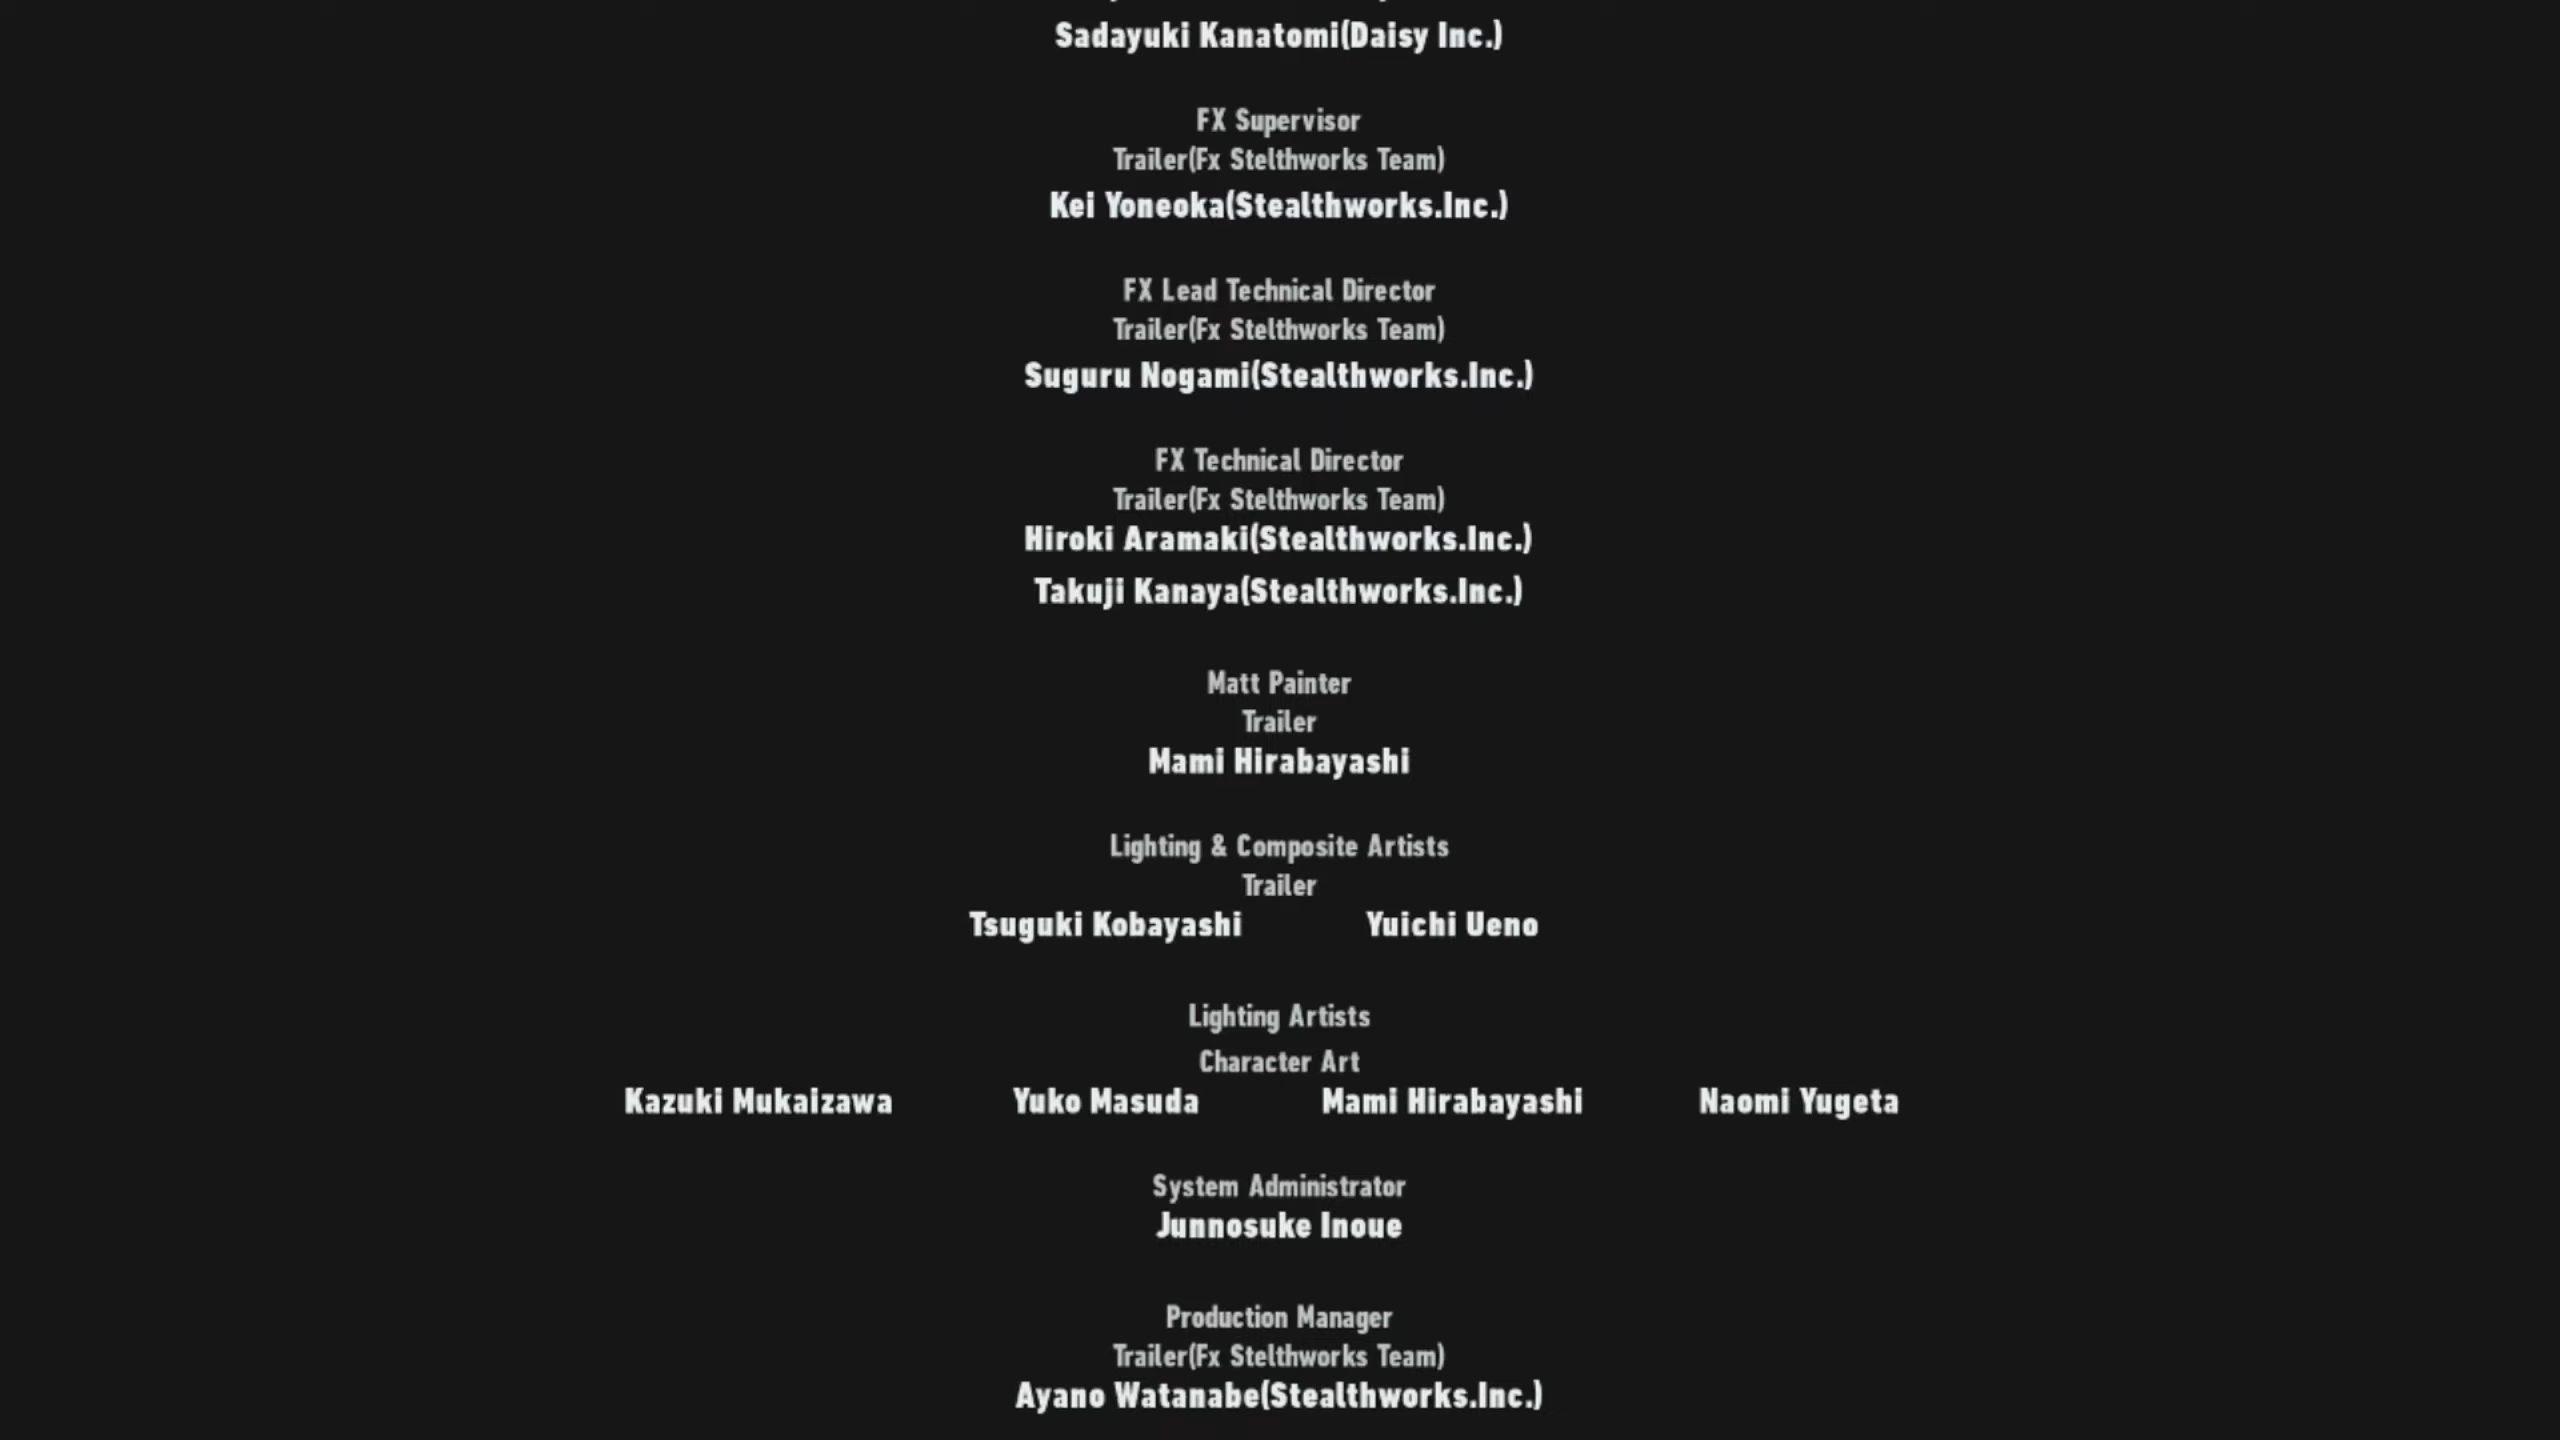 Sadayuki Kanatomi(Daisy Inc.)
FX Supervisor
Trailer(Fx Stelthworks Team)
Kei Yoneoka(Stealthworks.Inc.)
FX Lead Technical Director
Trailer(Fx Stelthworks Team)
Suguru Nogami(Stealthworks.Inc.)
FX Technical Director
Trailer(Fx Stelthworks Team)
Hiroki Aramaki(Stealthworks.Inc.)
Takuji Kanaya(Stealthworks.Inc.)
Matt Painter
Trailer
Mami Hirabayashi
Lighting & Composite Artists
Trailer
Tsuguki Kobayashi Yuichi Ueno
Lighting Artists
Character Art
Kazuki Mukaizawa Yuko Masuda Mami Hirabayashi Naomi Yugeta
System Administrator
Junnosuke Inoue
Production Manager
Trailer(Fx Stelthworks Team)
Ayano Watanabe(Stealthworks.Inc.)